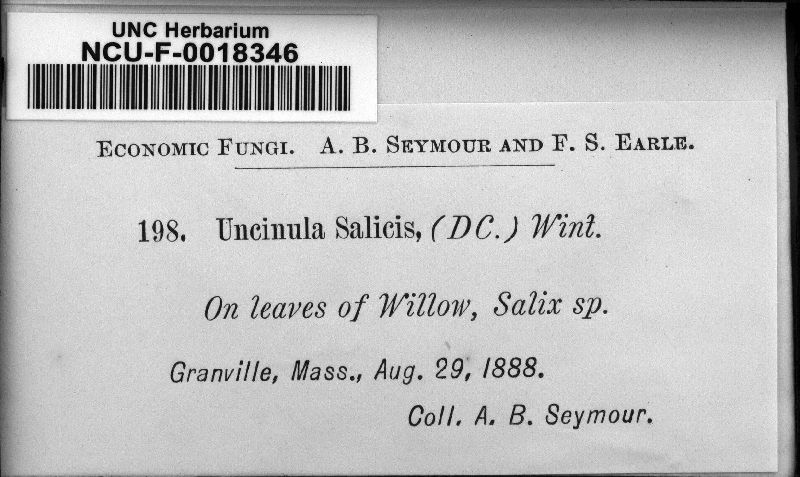 UNC Herbarium
NCU-F-0018346
Economic Fungi. A. B. Seymour and F. S. Earle.
198. Uncinula Salicis, (DC.) Wint.
On leaves of Willow, Salix sp.
Granville, Mass., Aug. 29, 1888.
Coll. A. B. Seymour.